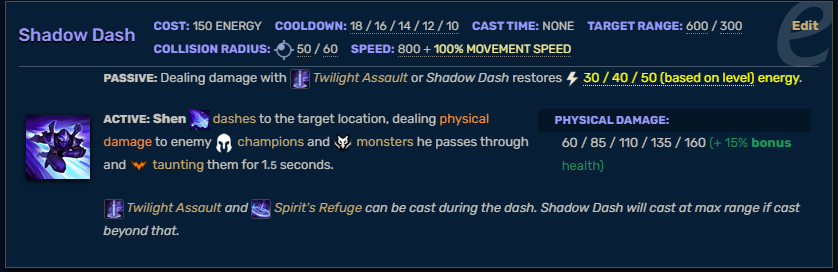 Shadow Dash
COST: 150 ENERGY COOLDOWN: 18 / 16 / 14 / 12 / 10 CAST TIME: NONE TARGET RANGE: 600 / 300 Edit
COLLISION RADIUS: 50 / 60 SPEED: 800 + 100% MOVEMENT SPEED
PASSIVE: Dealing damage with Twilight Assault or Shadow Dash restores 30 / 40 / 50 (based on level) energy.
ACTIVE: Shen dashes to the target location, dealing physical
damage to enemy champions and monsters he passes through
and taunting them for 1.5 seconds.
PHYSICAL DAMAGE:
60 / 85 / 110 / 135 / 160 (+ 15% bonus
health)
Twilight Assault and Spirit's Refuge can be cast during the dash. Shadow Dash will cast at max range if cast
beyond that.